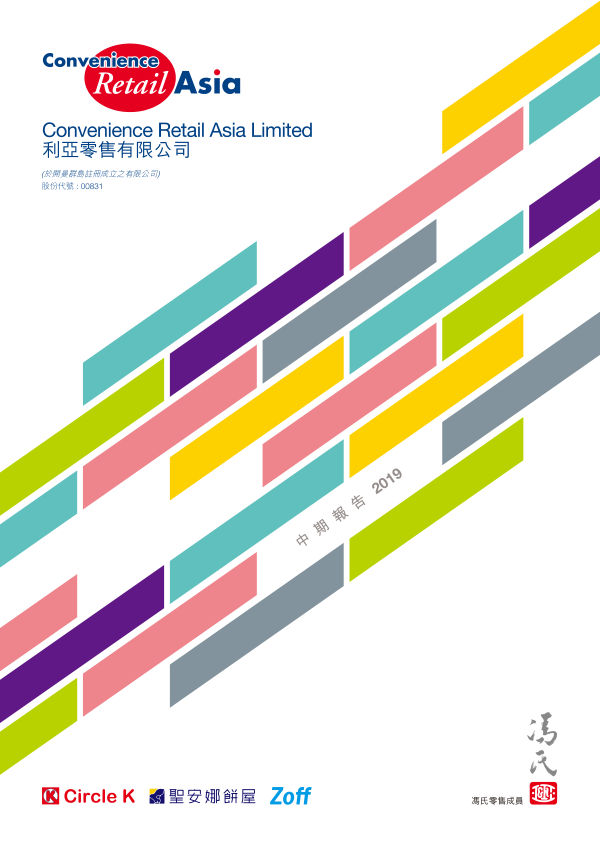 Convenience
Retail Asia
Convenience Retail Asia Limited
利亞零售有限公司
(於開曼群島註冊成立之有限公司)
股份代號 : 00831
中期報告 2019
Circle K
聖安娜餅屋
Zoff
馮氏
馮氏零售成員